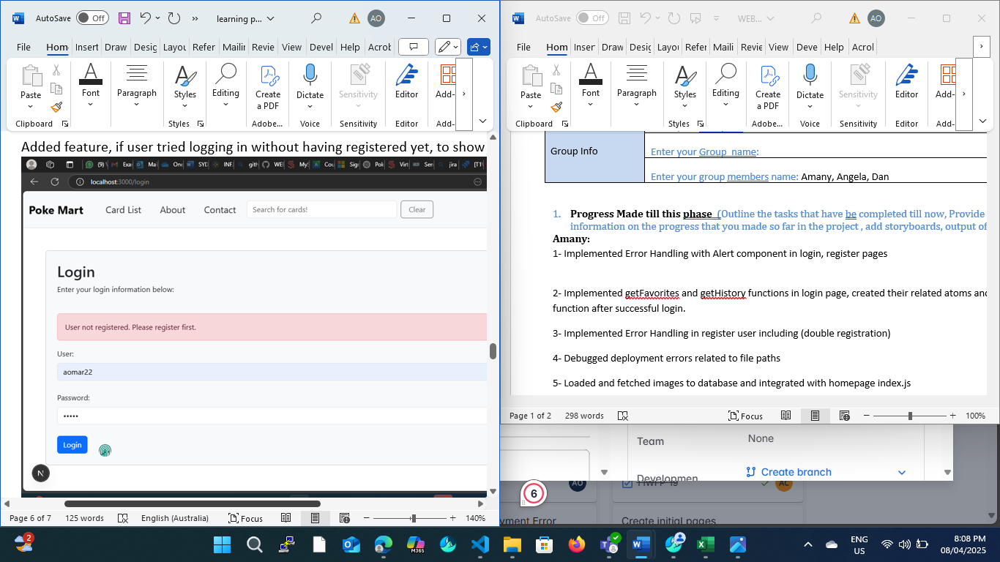 AutoSave Off » learning p... AO
File Home Insert Draw Desig Layou Refer Mailin Revie View Devel Help Acrob
Paste Font Paragraph Styles Editing Create a PDF Dictate Sensitivity Editor Add-
Clipboard Styles Adobe... Voice Sensitivity Editor Add-
Added feature, if user tried logging in without having registered yet, to show
localhost:3000/login
Poke Mart Card List About Contact Search for cards! Clear
Login
Enter your login information below:
User not registered. Please register first.
User:
aomar22
Password:
•••••
Login
N
Page 6 of 7 125 words English (Australia) Focus 140%
AutoSave Off WEB... AO
File Hom Inser Draw Desig Layou Refer Maili Revie View Deve Help Acrol
Paste Font Paragraph Styles Editing Create a PDF Dictate Sensitivity Editor Add-
Clipboard Styles Adobe... Voice Sensitivity Editor Add-
Group Info
Enter your Group name:
Enter your group members name: Amany, Angela, Dan
1. Progress Made till this phase (Outline the tasks that have be completed till now, Provide
information on the progress that you made so far in the project , add storyboards, output of
Amany:
1- Implemented Error Handling with Alert component in login, register pages
2- Implemented getFavorites and getHistory functions in login page, created their related atoms and
function after successful login.
3- Implemented Error Handling in register user including (double registration)
4- Debugged deployment errors related to file paths
5- Loaded and fetched images to database and integrated with homepage index.js
Page 1 of 2 298 words Focus 100%
Team None
Developmen Create branch
6
AO AC
yment Error Create initial pages
2 M365 ENG US 8:08 PM 08/04/2025